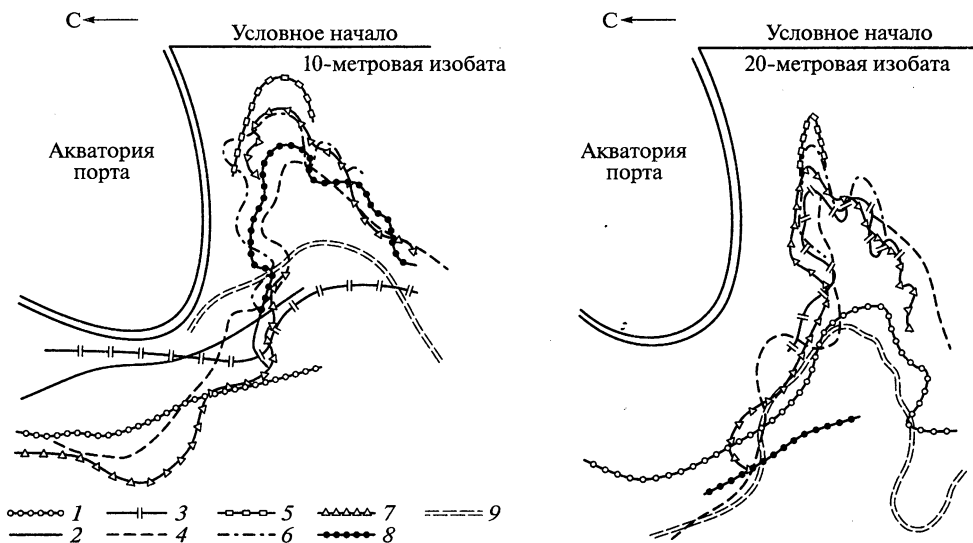 С
Условное начало
10-метровая изобата
Акватория
порта
С
Условное начало
20-метровая изобата
Акватория
порта
1 3 5 7 9
2 4 6 8